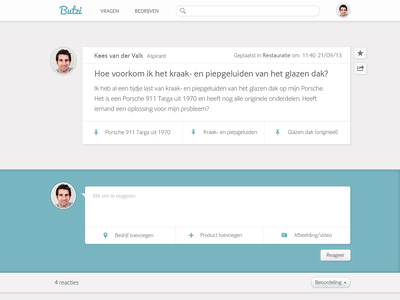 Butzi VRAGEN BEDRIJVEN
Kees van der Valk Aspirant Geplaatst in Restauratie om 11:40 21/09/13
Hoe voorkom ik het kraak- en piepgeluiden van het glazen dak?
Ik heb al een tijdje last van kraak- en piepgeluiden van het glazen dak op mijn Porsche.
Het is een Porsche 911 Targa uit 1970 en heeft nog alle originele onderdelen. Heeft
iemand een oplossing voor mijn probleem?
Porsche 911 Targa uit 1970 Kraak- en piepgeluiden Glazen dak (origineel)
Klik om te reageren
Bedrijf toevoegen Product toevoegen Afbeelding/video
Reageer
4 reacties Beoordeling